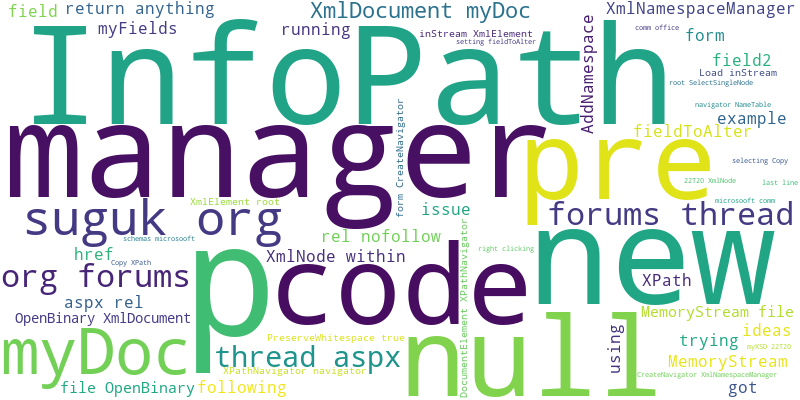 field
return anything
XmlDocument myDoc
XmlNamespaceManager
myFields
running
inStream XmlElement
setting fieldToAlter
comm office
form
InfoPath
AddNamespace
field2
Load inStream
root SelectSingleNode
navigator NameTable
example
manager
form CreateNavigator
fieldToAlter
pre
selecting Copy
22T20 XmlNode
last line
XmlElement root
issue
microsooft comm
suguk org
forums thread
schemas microsooft
rel nofollow
right clicking
href
Copy XPath
p
XmlNode within
code
new
org forums
XPath
aspx rel
OpenBinary XmlDocument
DocumentElement XPathNavigator
MemoryStream file
null
using
ideas
myDoc
PreserveWhitespace true
trying
myXSD 22T20
thread aspx
MemoryStream
XPathNavigator navigator
CreateNavigator XmlNamespaceManager
file OpenBinary
following
got